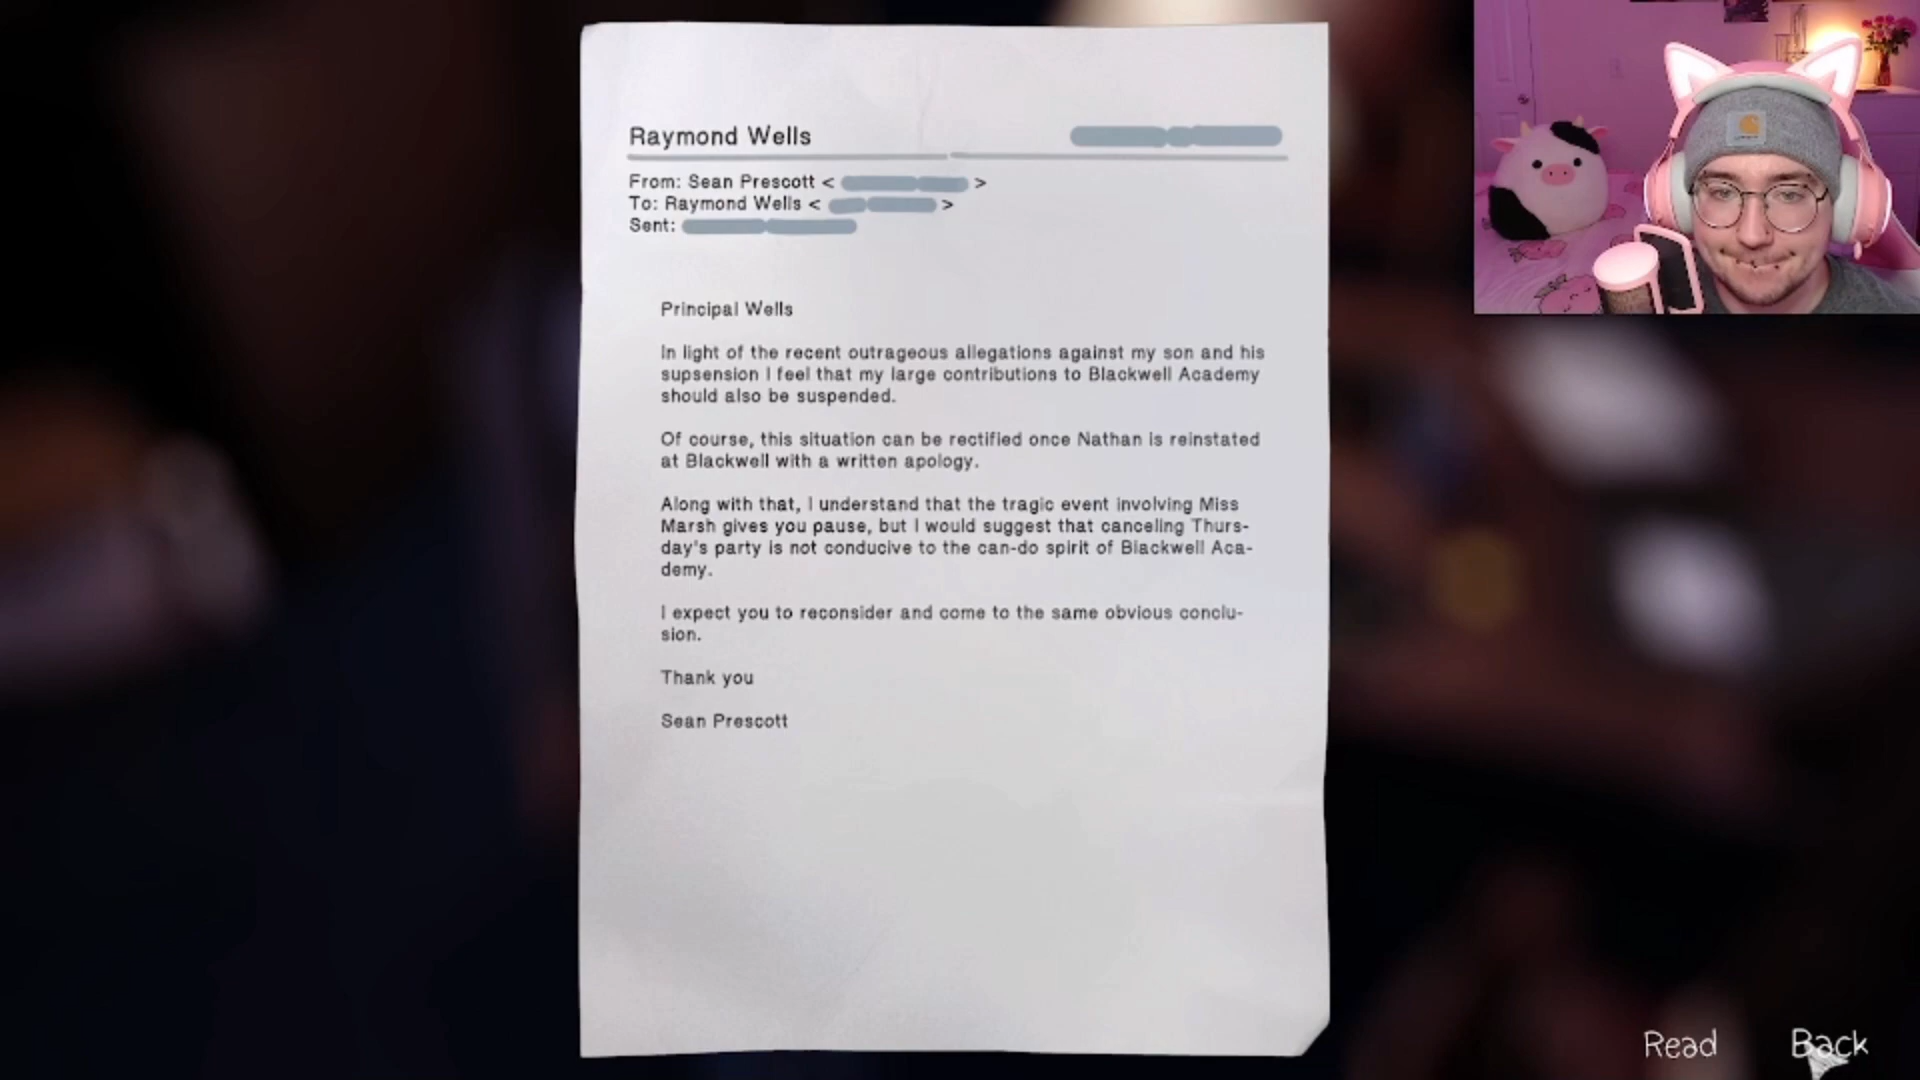 Raymond Wells
From: Sean Prescott < >
To: Raymond Wells < >
Sent:
Principal Wells
In light of the recent outrageous allegations against my son and his
supsension I feel that my large contributions to Blackwell Academy
should also be suspended.
Of course, this situation can be rectified once Nathan is reinstated
at Blackwell with a written apology.
Along with that, I understand that the tragic event involving Miss
Marsh gives you pause, but I would suggest that canceling Thurs-
day's party is not conducive to the can-do spirit of Blackwell Aca-
demy.
I expect you to reconsider and come to the same obvious conclu-
sion.
Thank you
Sean Prescott
Read Back